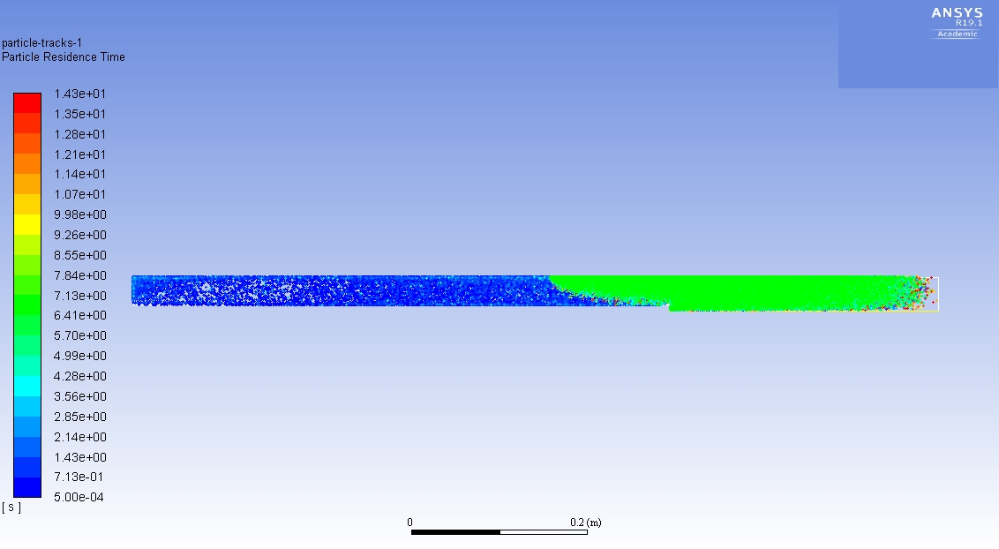 ANSYS
R19.1
Academic
particle-tracks-1
Particle Residence Time
1.43e+01
1.35e+01
1.28e+01
1.21e+01
1.14e+01
1.07e+01
9.98e+00
9.26e+00
8.55e+00
7.84e+00
7.13e+00
6.41e+00
5.70e+00
4.99e+00
4.28e+00
3.56e+00
2.85e+00
2.14e+00
1.43e+00
7.13e-01
5.00e-04
[ s ]
0 0.2 (m)